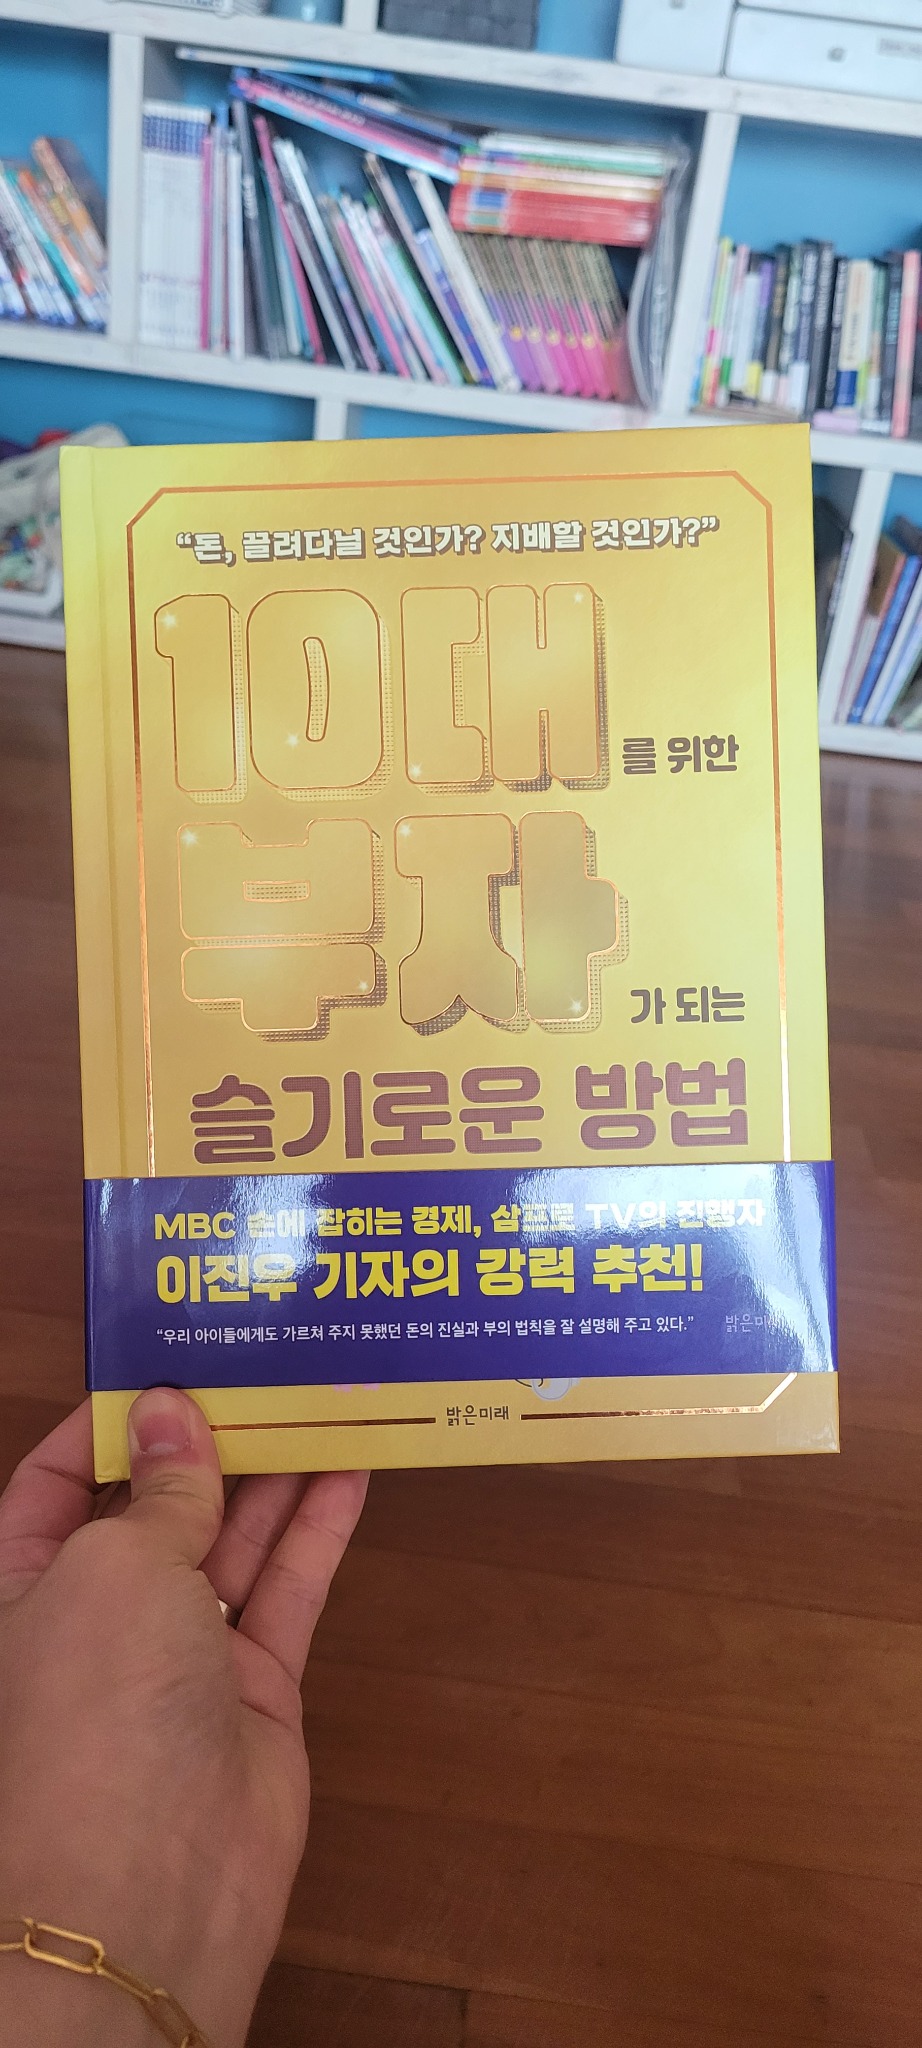 “돈, 끌려다닐 것인가? 지배할 것인가?”
10대를 위한
부자가 되는
슬기로운 방법
MBC 손에 잡히는 경제, 삼프로 TV의 진행자
이진우 기자의 강력 추천!
“우리 아이들에게도 가르쳐 주지 못했던 돈의 진실과 부의 법칙을 잘 설명해 주고 있다.”
밝은미래
밝은미래